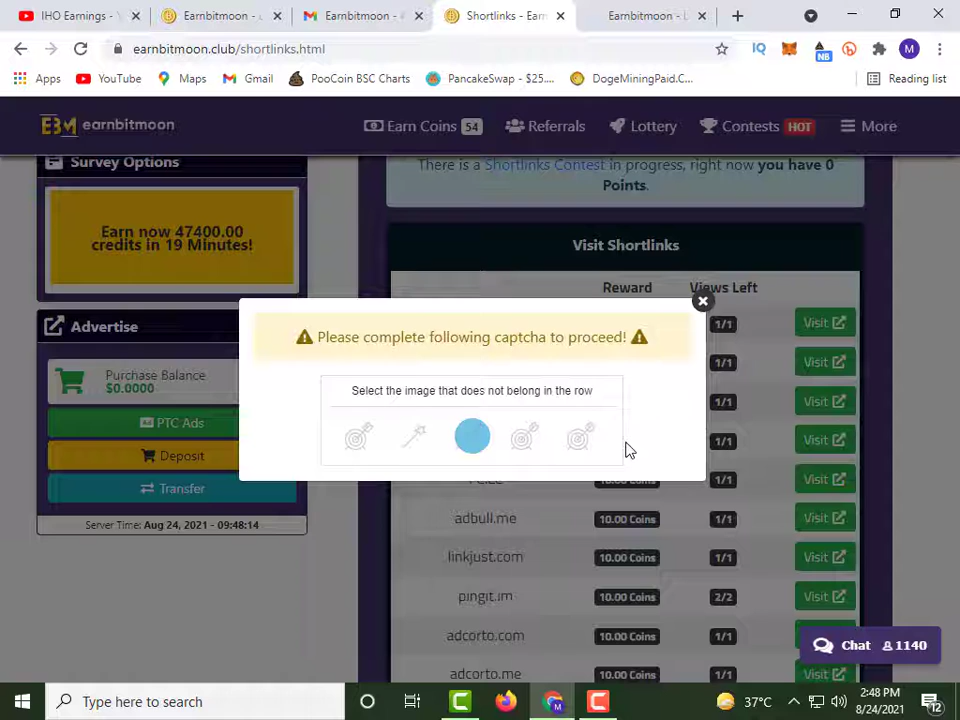 IHO Earnings - Y
Earnbitmoon -
Earnbitmoon -
Shortlinks - Earn
Earnbitmoon - L
earnbitmoon.club/shortlinks.html
NB
M
Apps
YouTube
Maps
Gmail
PooCoin BSC Charts
PancakeSwap - $25....
DogeMiningPaid.C...
Reading list
EBM earnbitmoon
Earn Coins 54
Referrals
Lottery
Contests HOT
More
Survey Options
Earn now 47400.00
credits in 19 Minutes!
Advertise
Purchase Balance
$0.0000
PTC Ads
Deposit
Transfer
Server Time: Aug 24, 2021 - 09:48:14
There is a Shortlinks Contest in progress, right now you have 0
Points.
Visit Shortlinks
Reward Views Left
1/1 Visit
1/1 Visit
1/1 Visit
1/1 Visit
10.00 Coins 1/1 Visit
adbull.me 10.00 Coins 1/1 Visit
linkjust.com 10.00 Coins 1/1 Visit
pingit.im 10.00 Coins 2/2 Visit
adcorto.com 10.00 Coins 1/1
adcorto.me 10.00 Coins 1/1 Visit
Please complete following captcha to proceed!
Select the image that does not belong in the row
Chat 1140
Type here to search
M
37°C
2:48 PM
8/24/2021
12